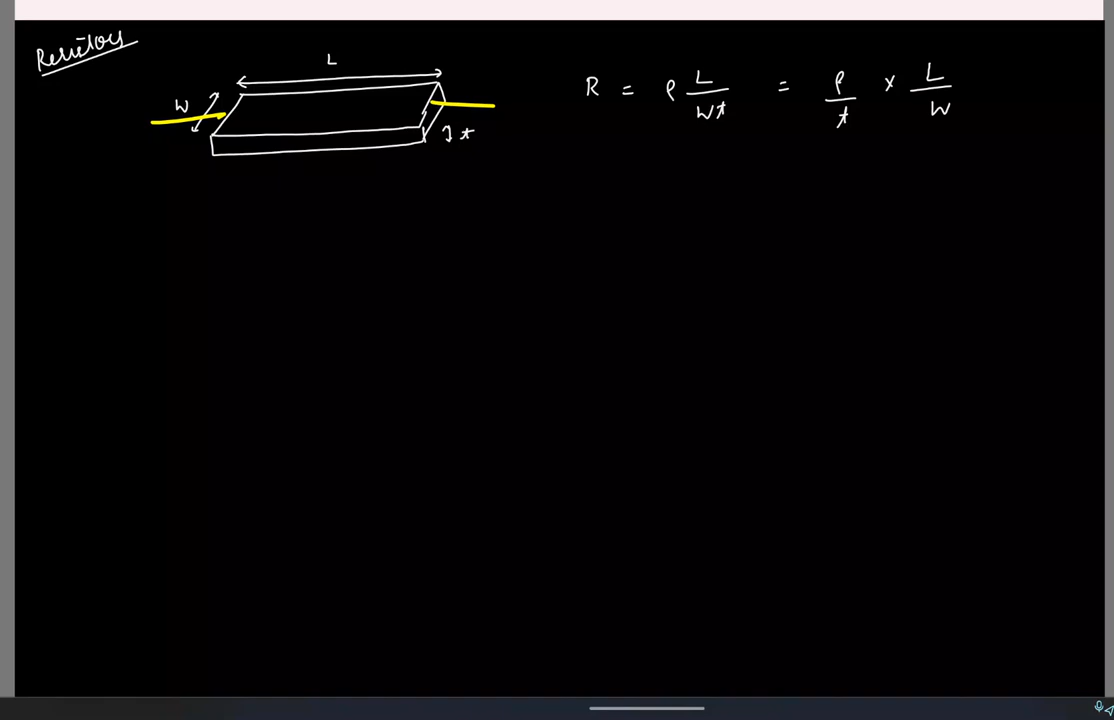 Resistors
L
W
t
R = ρ L / Wt = ρ / t × L / W